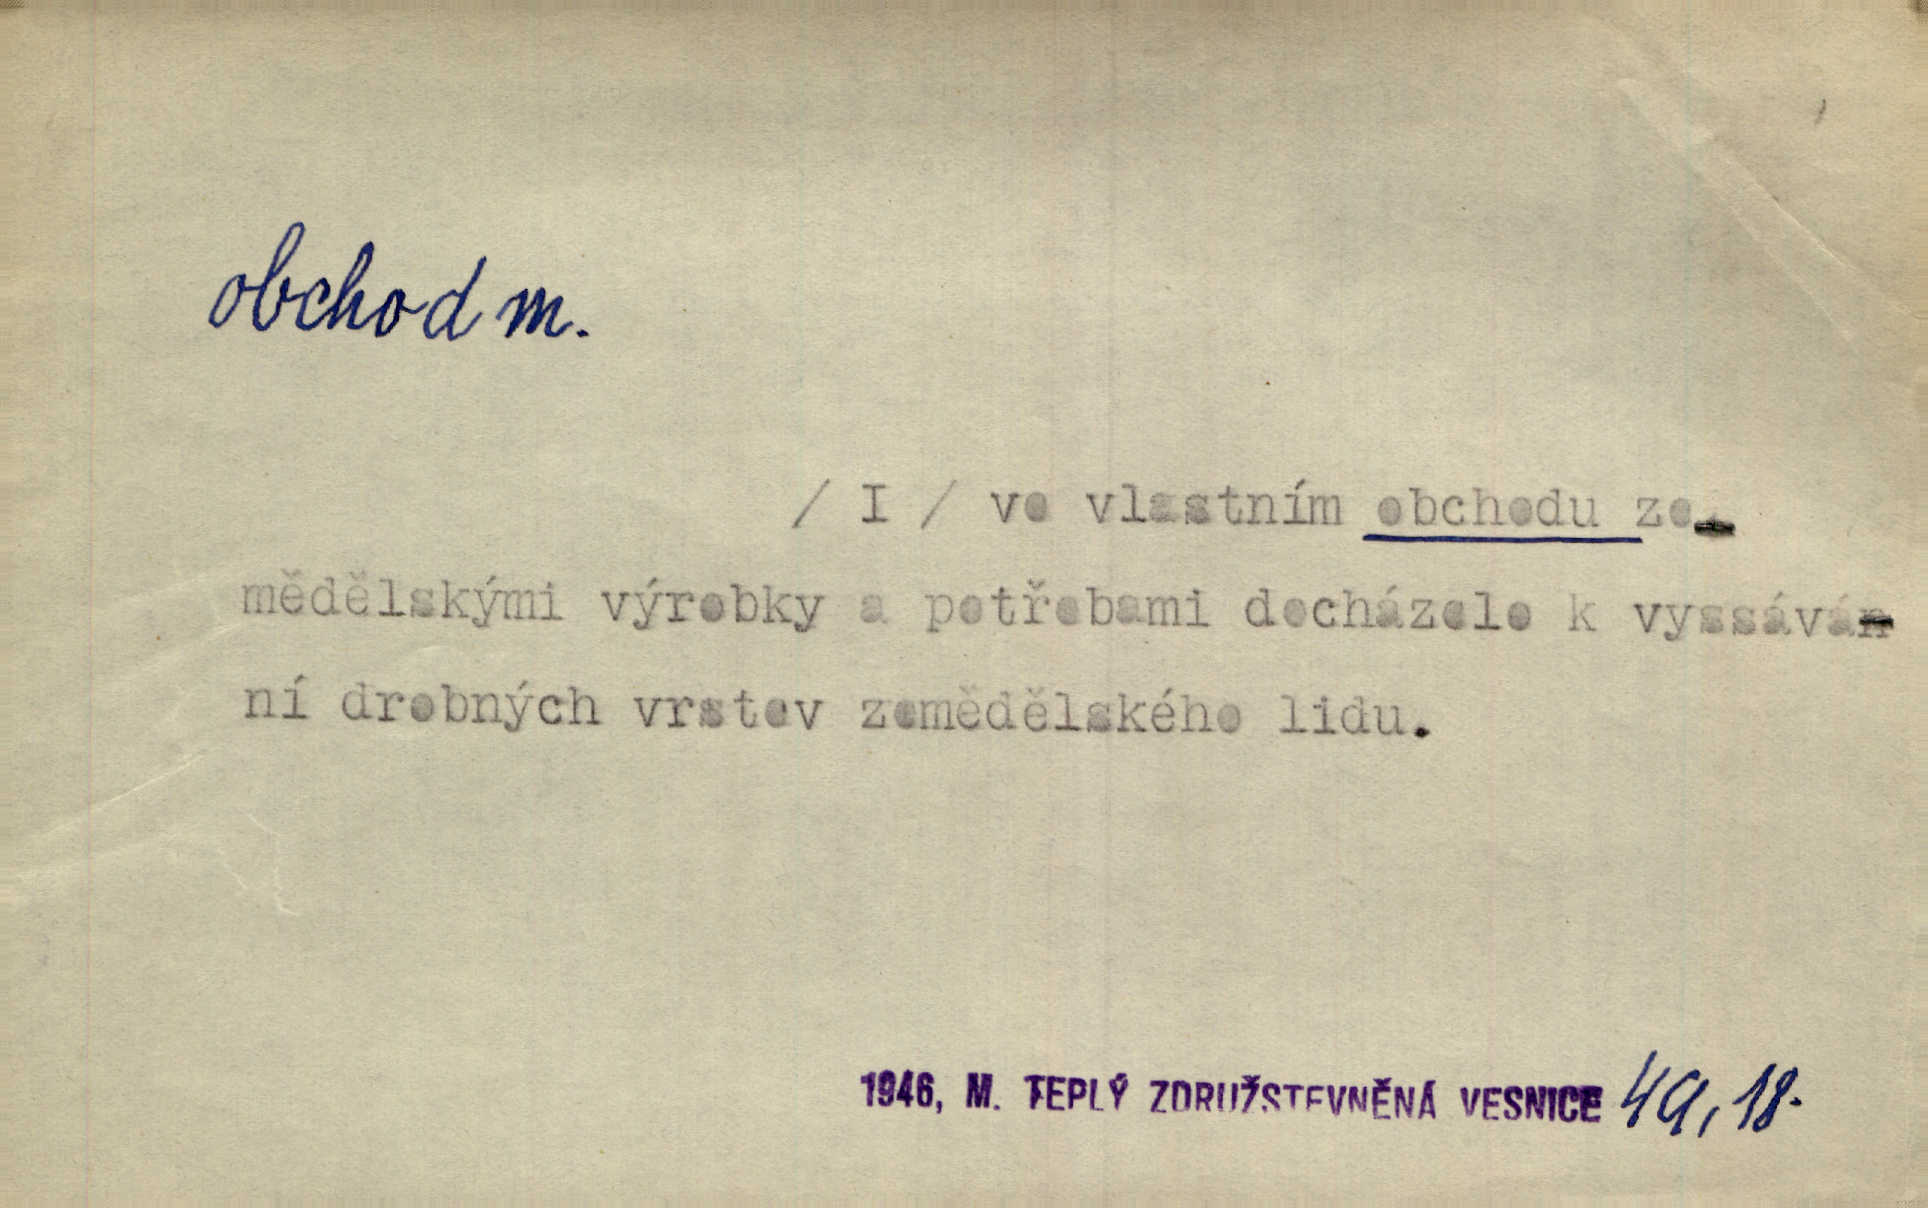 obchod m.
/ I / ve vlastním obchodu ze-
mědělskými výrobky a potřebami docházelo k vyssává-
ní drobných vrstev zemědělského lidu.
1946, M. TEPLÝ ZDRUŽSTEVNĚNÁ VESNICE 49, 18.